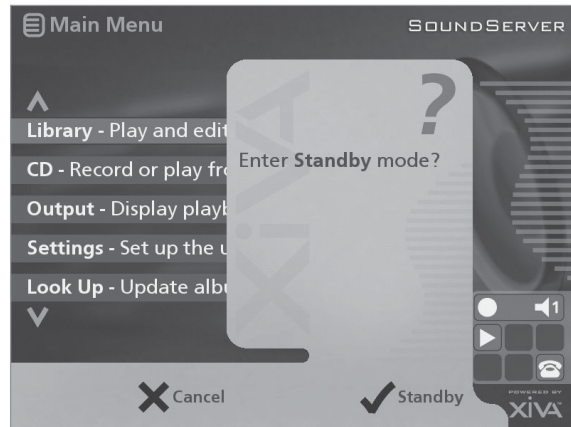 Main Menu
SOUNDSERVER
?
Library - Play and edit
Enter Standby mode?
CD - Record or play fro
Output - Display playb
Settings - Set up the u
Look Up - Update albu
XiVA
1
Cancel
Standby
POWERED BY
XiVA